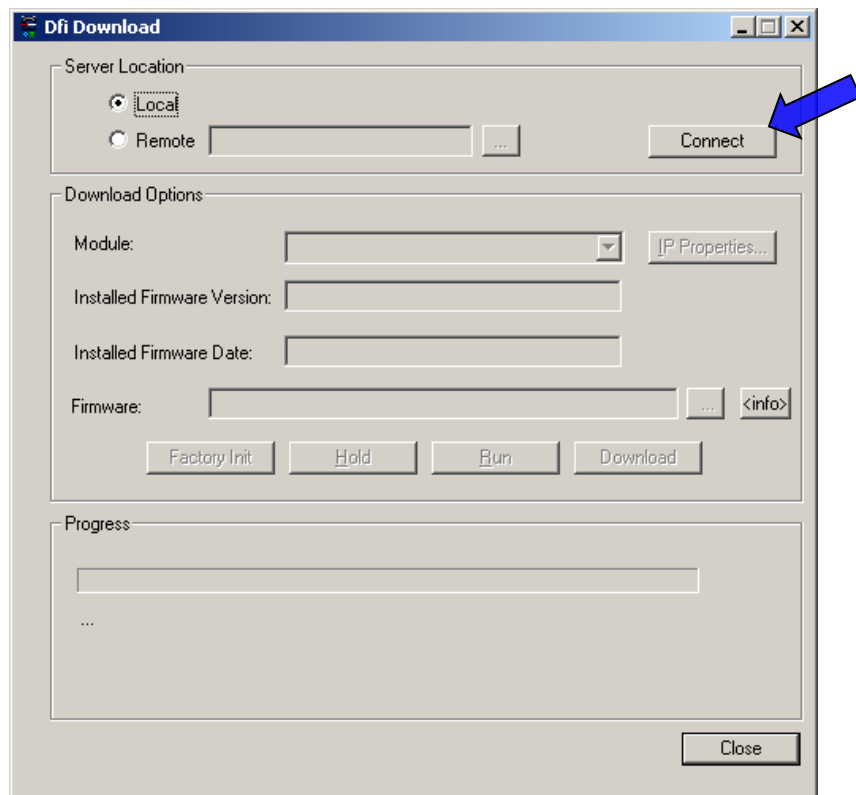 Dfi Download
Server Location
Local
Remote ... Connect
Download Options
Module: IP Properties...
Installed Firmware Version:
Installed Firmware Date:
Firmware: ... <info>
Factory Init Hold Run Download
Progress
...
Close